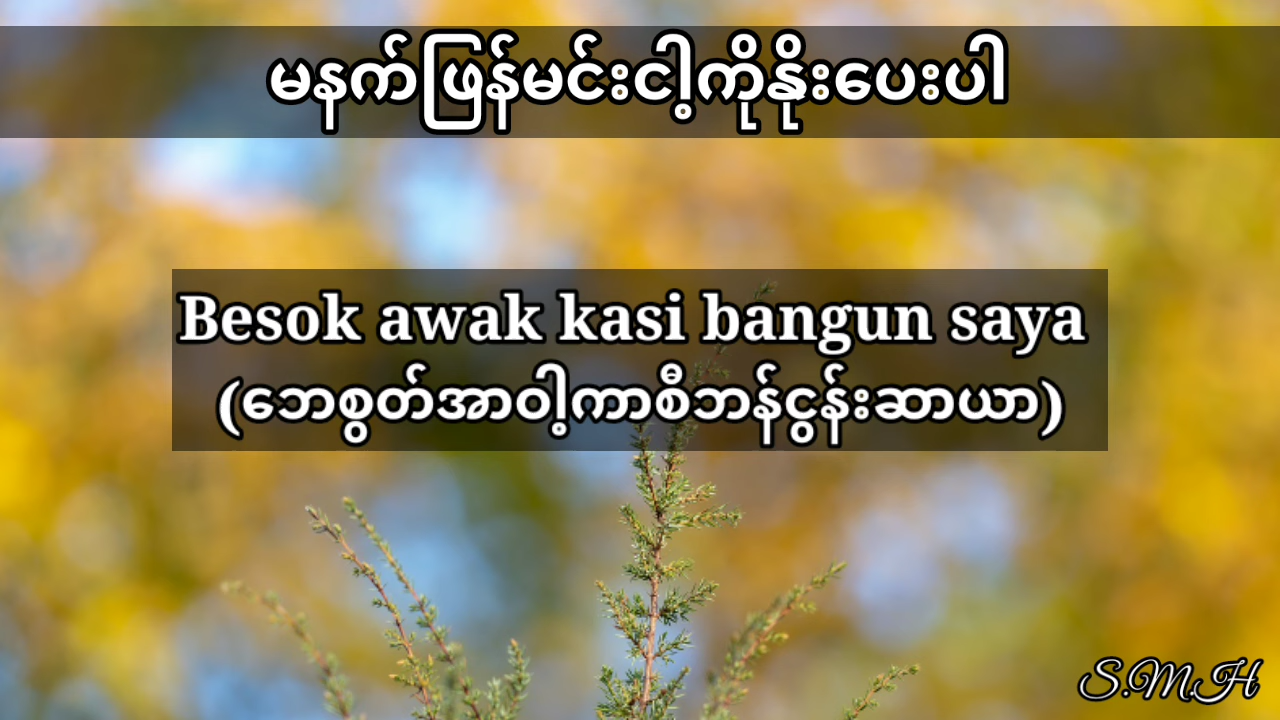 မနက်ဖြန်မင်းငါ့ကိုနိုးပေးပါ
Besok awak kasi bangun saya
(ဘေစွတ်အာဝါ့ကာစီဘန်ငွန်းဆာယာ)
S.M.H